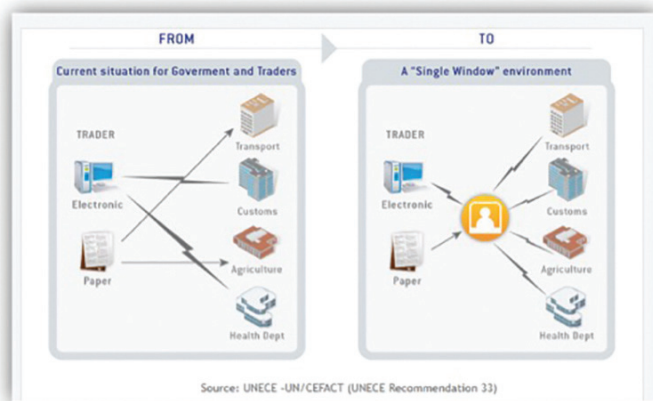 FROM
TO
Current situation for Goverment and Traders
A "Single Window" environment
TRADER
Electronic
Paper
Transport
Customs
Agriculture
Health Dept
TRADER
Electronic
Paper
Transport
Customs
Agriculture
Health Dept
Source: UNECE -UN/CEFACT (UNECE Recommendation 33)